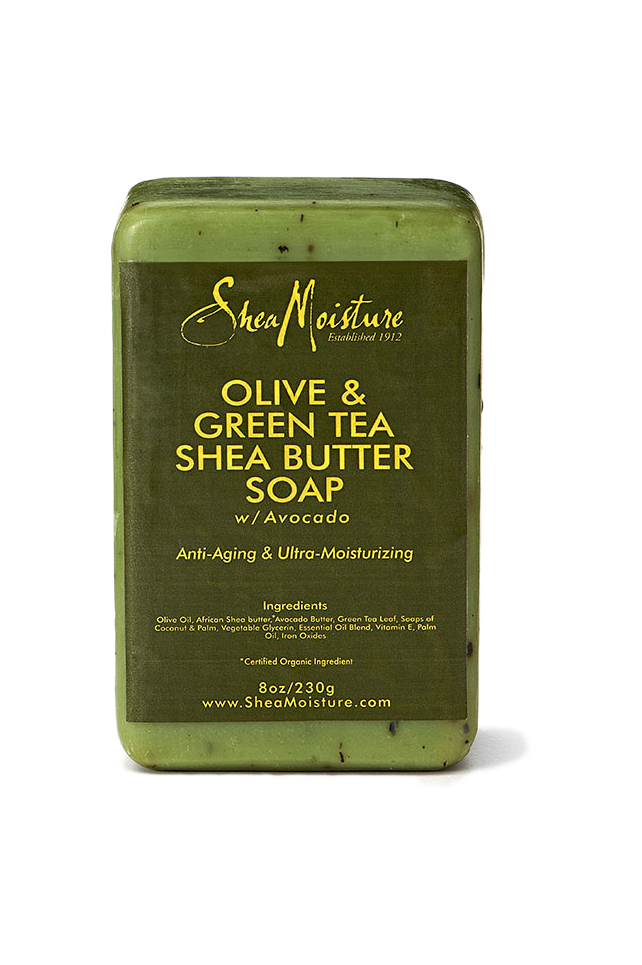 Shea Moisture
Established 1912
OLIVE &
GREEN TEA
SHEA BUTTER
SOAP
w/Avocado
Anti-Aging & Ultra-Moisturizing
Ingredients
Olive Oil, African Shea butter,*Avocado Butter, Green Tea Leaf, Soaps of
Coconut & Palm, Vegetable Glycerin, Essential Oil Blend, Vitamin E, Palm
Oil, Iron Oxides
*Certified Organic Ingredient
8oz/230g
www.SheaMoisture.com